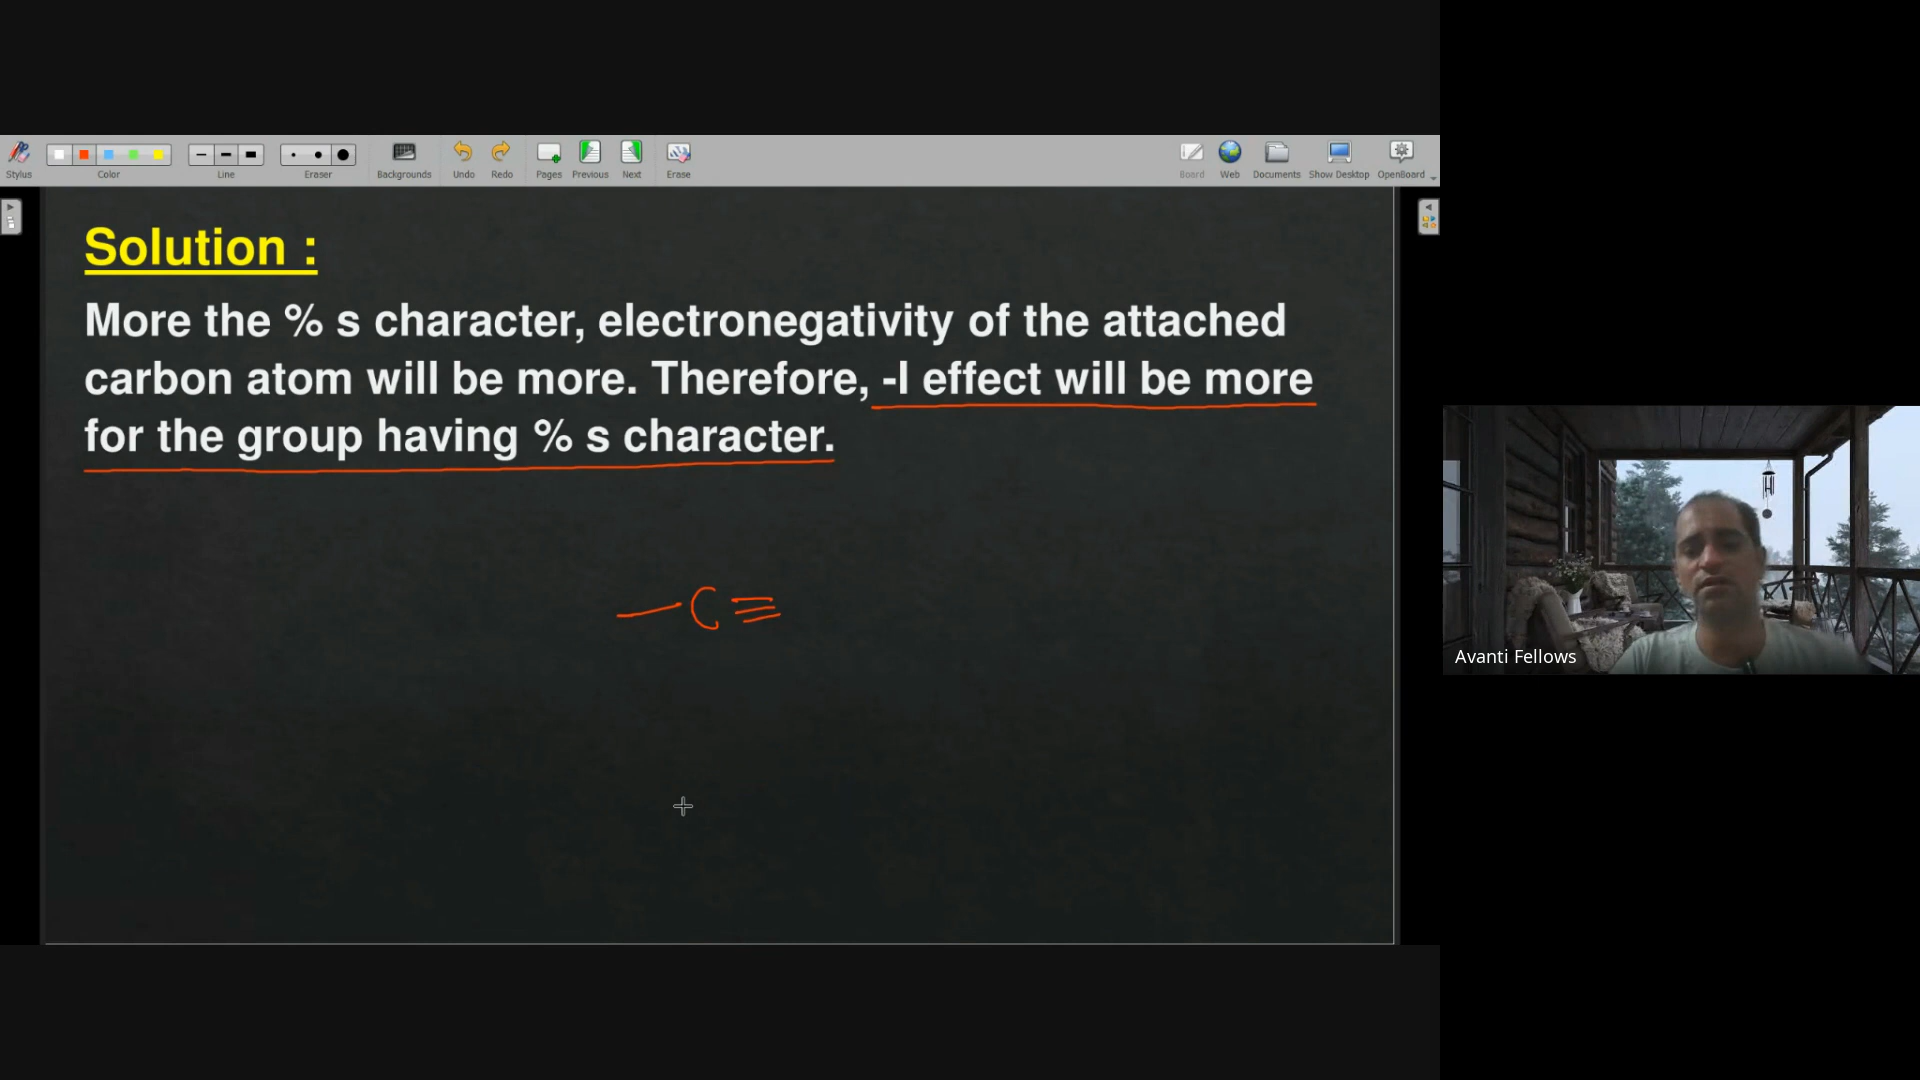 Stylus
Color
Line
Eraser
Backgrounds
Undo
Redo
Pages
Previous
Next
Erase
Board
Web
Documents
Show Desktop
OpenBoard
Solution :
More the % s character, electronegativity of the attached
carbon atom will be more. Therefore, -I effect will be more
for the group having % s character.
—C≡
Avanti Fellows